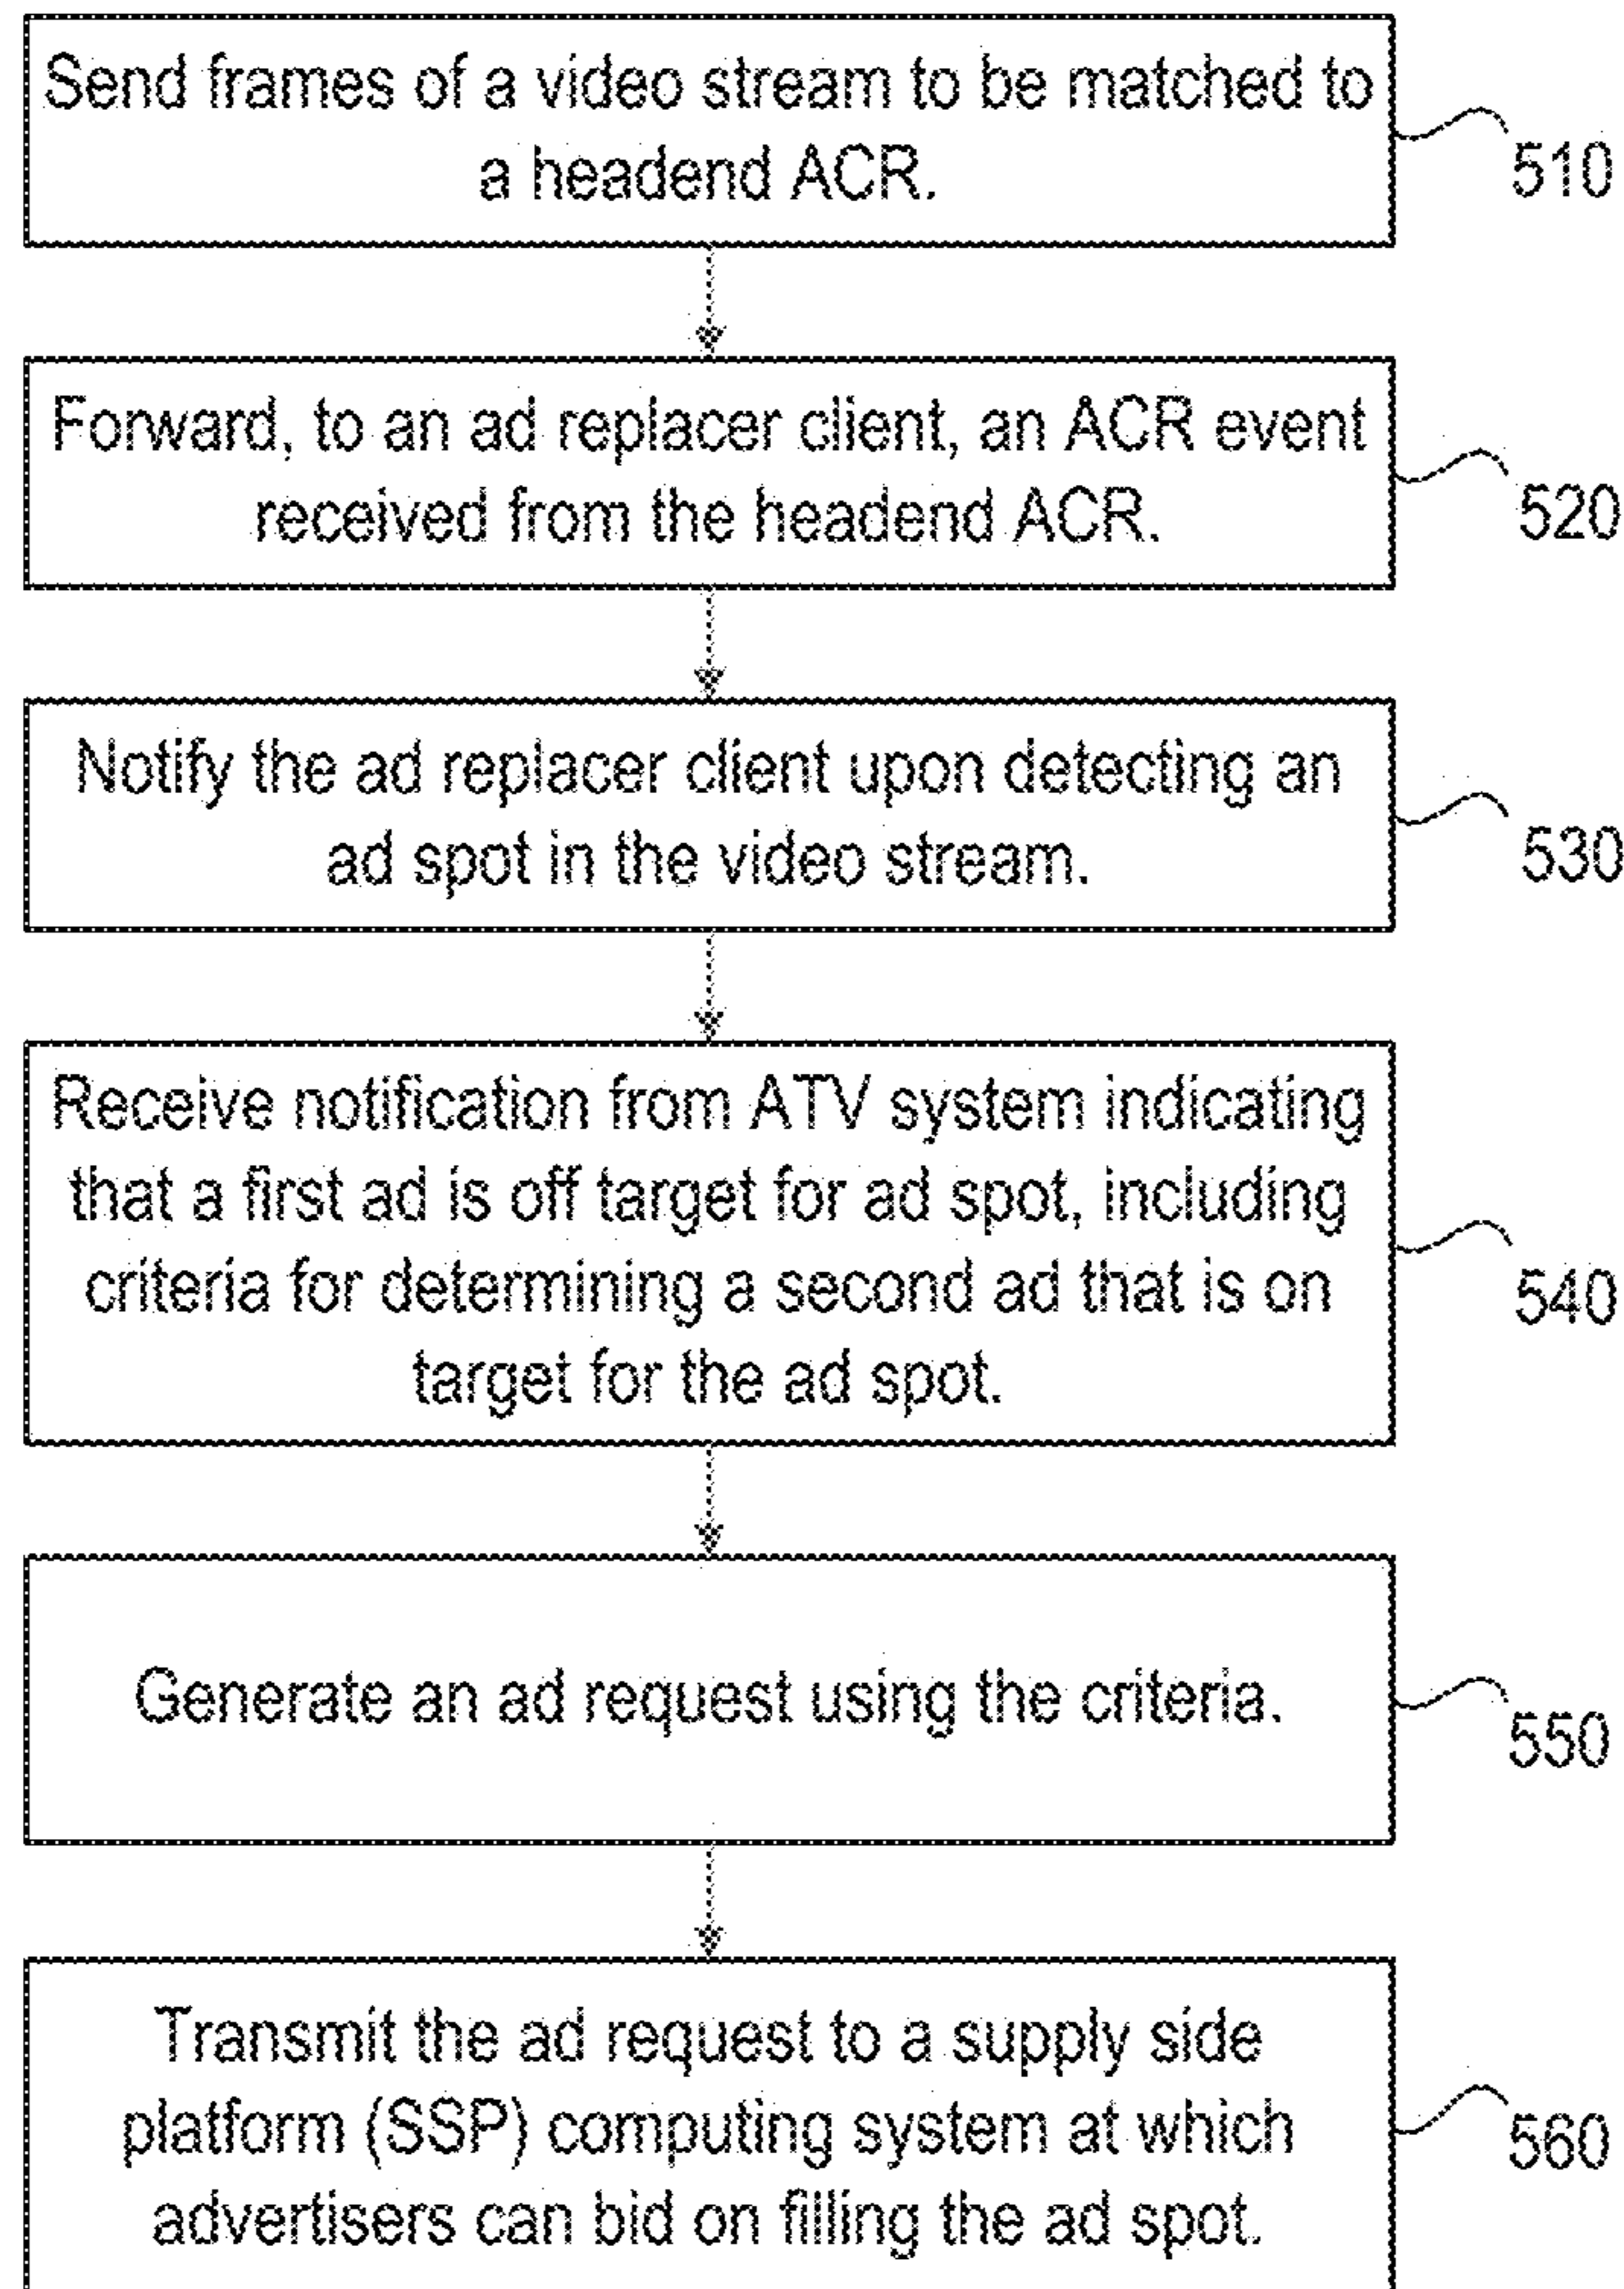 Send frames of a video stream to be matched to
a headend ACR.
510
Forward, to an ad replacer client, an ACR event
received from the headend ACR.
520
Notify the ad replacer client upon detecting an
ad spot in the video stream.
530
Receive notification from ATV system indicating
that a first ad is off target for ad spot, including
criteria for determining a second ad that is on
target for the ad spot.
540
Generate an ad request using the criteria.
550
Transmit the ad request to a supply side
platform (SSP) computing system at which
advertisers can bid on filling the ad spot.
560